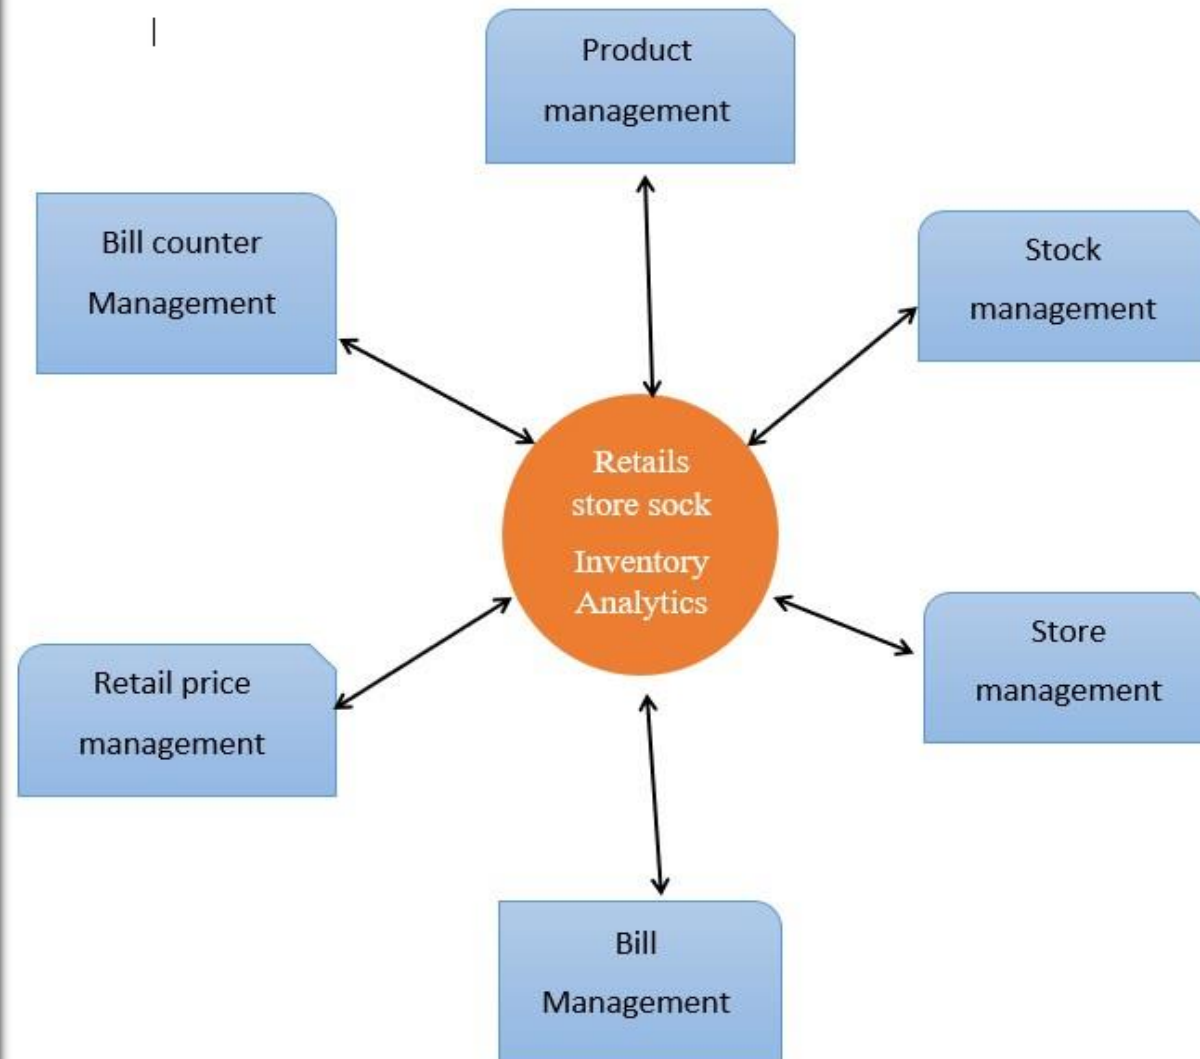 Product
management
Bill counter
Management
Stock
management
Retails
store sock
Inventory
Analytics
Retail price
management
Store
management
Bill
Management